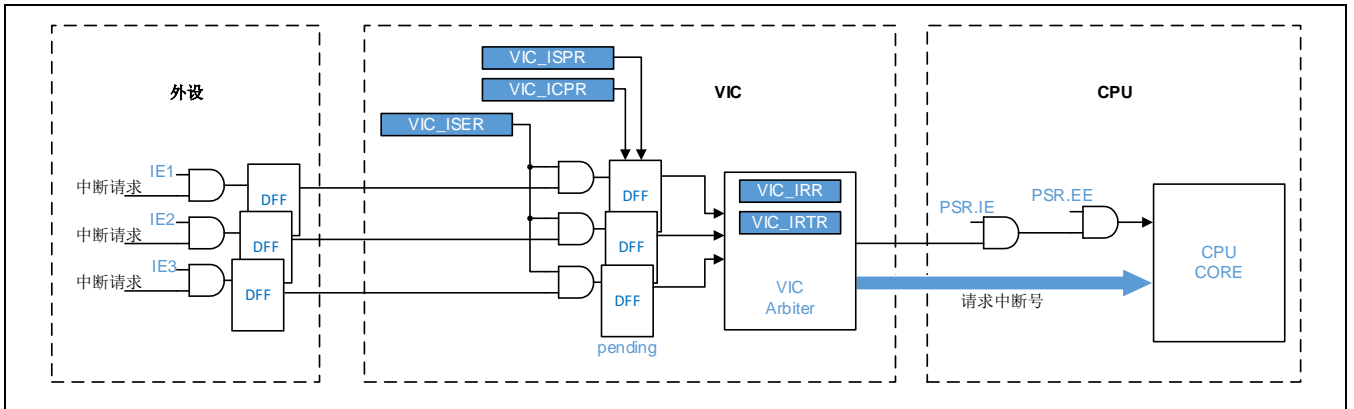 外设
VIC
CPU
VIC_ISPR
VIC_ICPR
VIC_ISER
IE1
中断请求
DFF
IE2
中断请求
DFF
IE3
中断请求
DFF
DFF
DFF
DFF
pending
VIC_IRR
VIC_IRTR
VIC
Arbiter
PSR.IE
PSR.EE
请求中断号
CPU
CORE